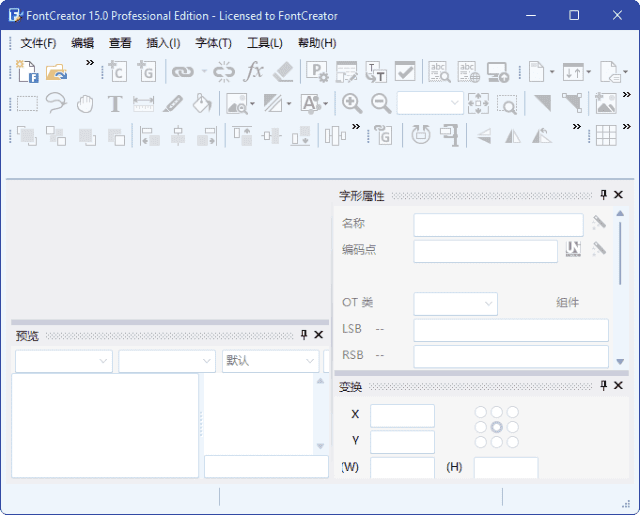 FontCreator 15.0 Professional Edition - Licensed to FontCreator
文件(F) 编辑 查看 插入(I) 字体(T) 工具(L) 帮助(H)
字形属性
名称
编码点
OT 类 组件
LSB --
RSB --
预览
默认
变换
X
Y
(W) (H)